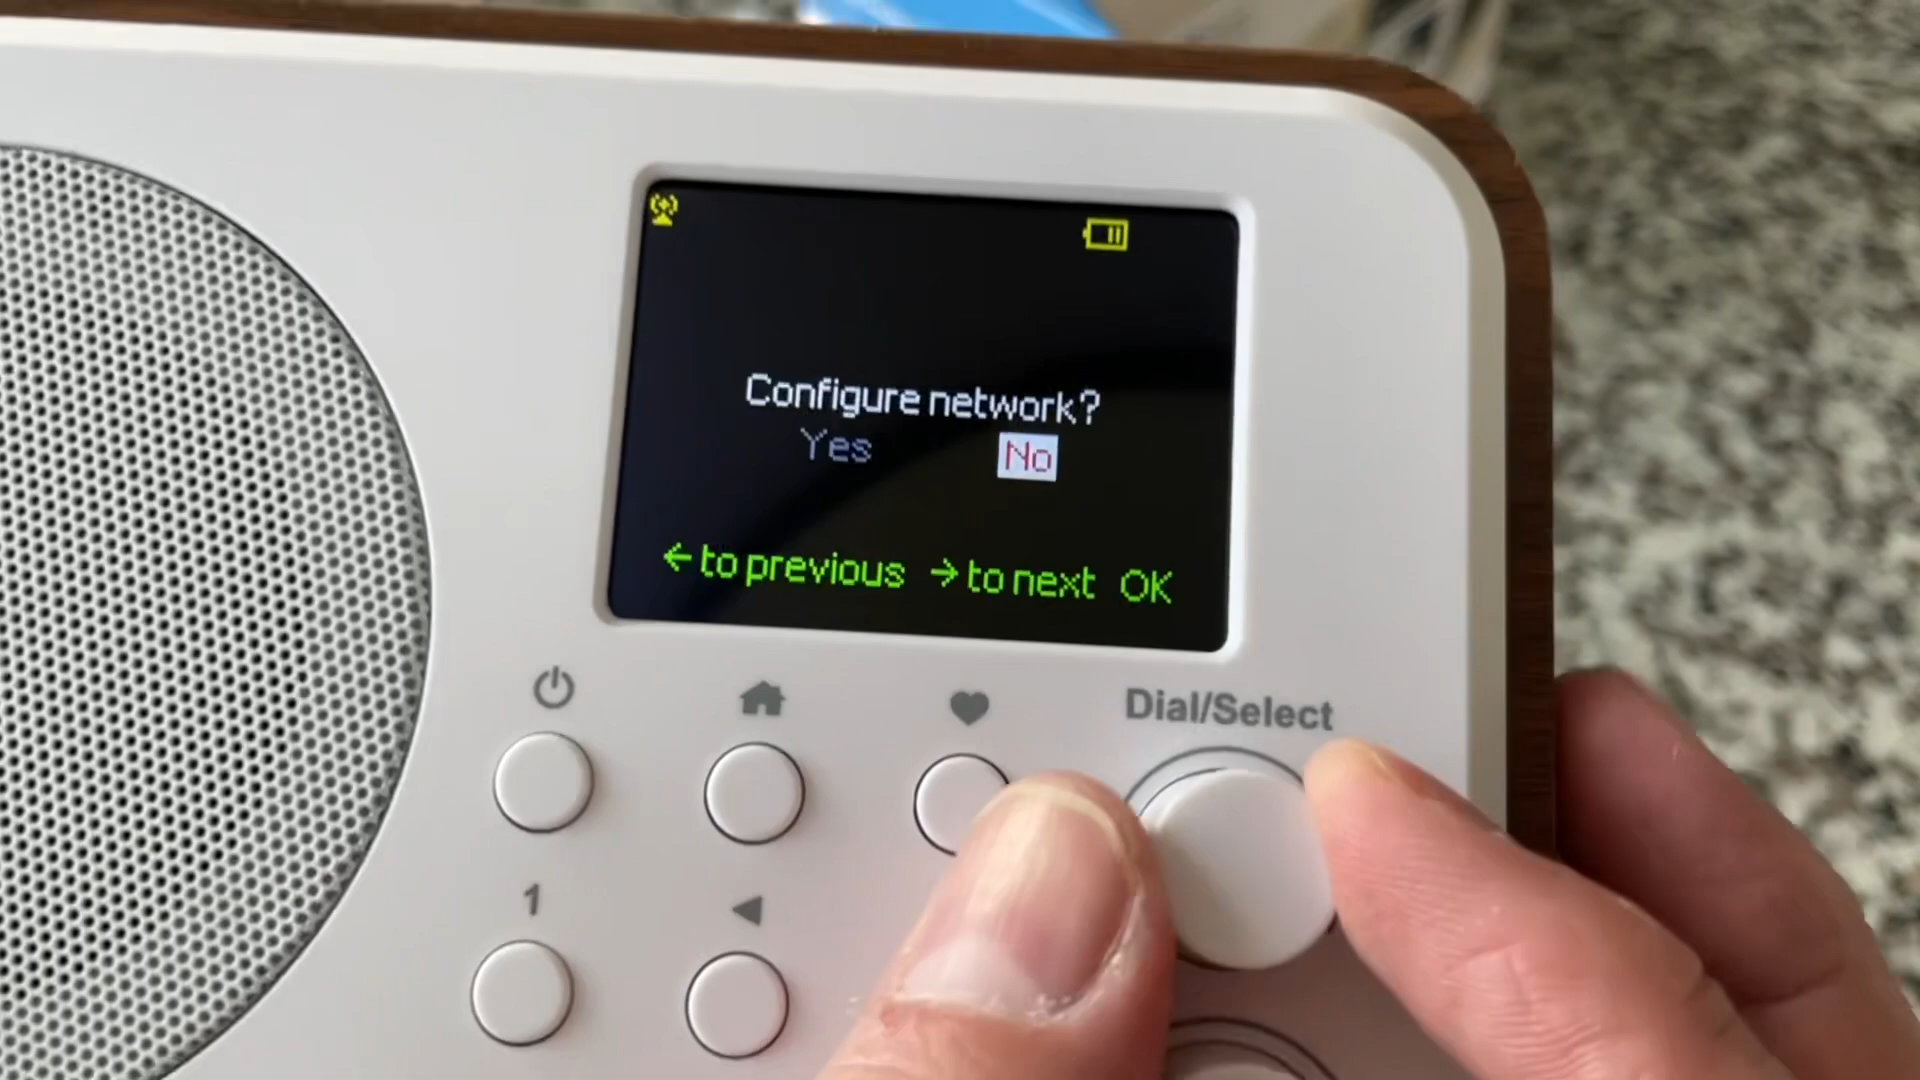 Configure network?
Yes No
← to previous → to next OK
Dial/Select
1